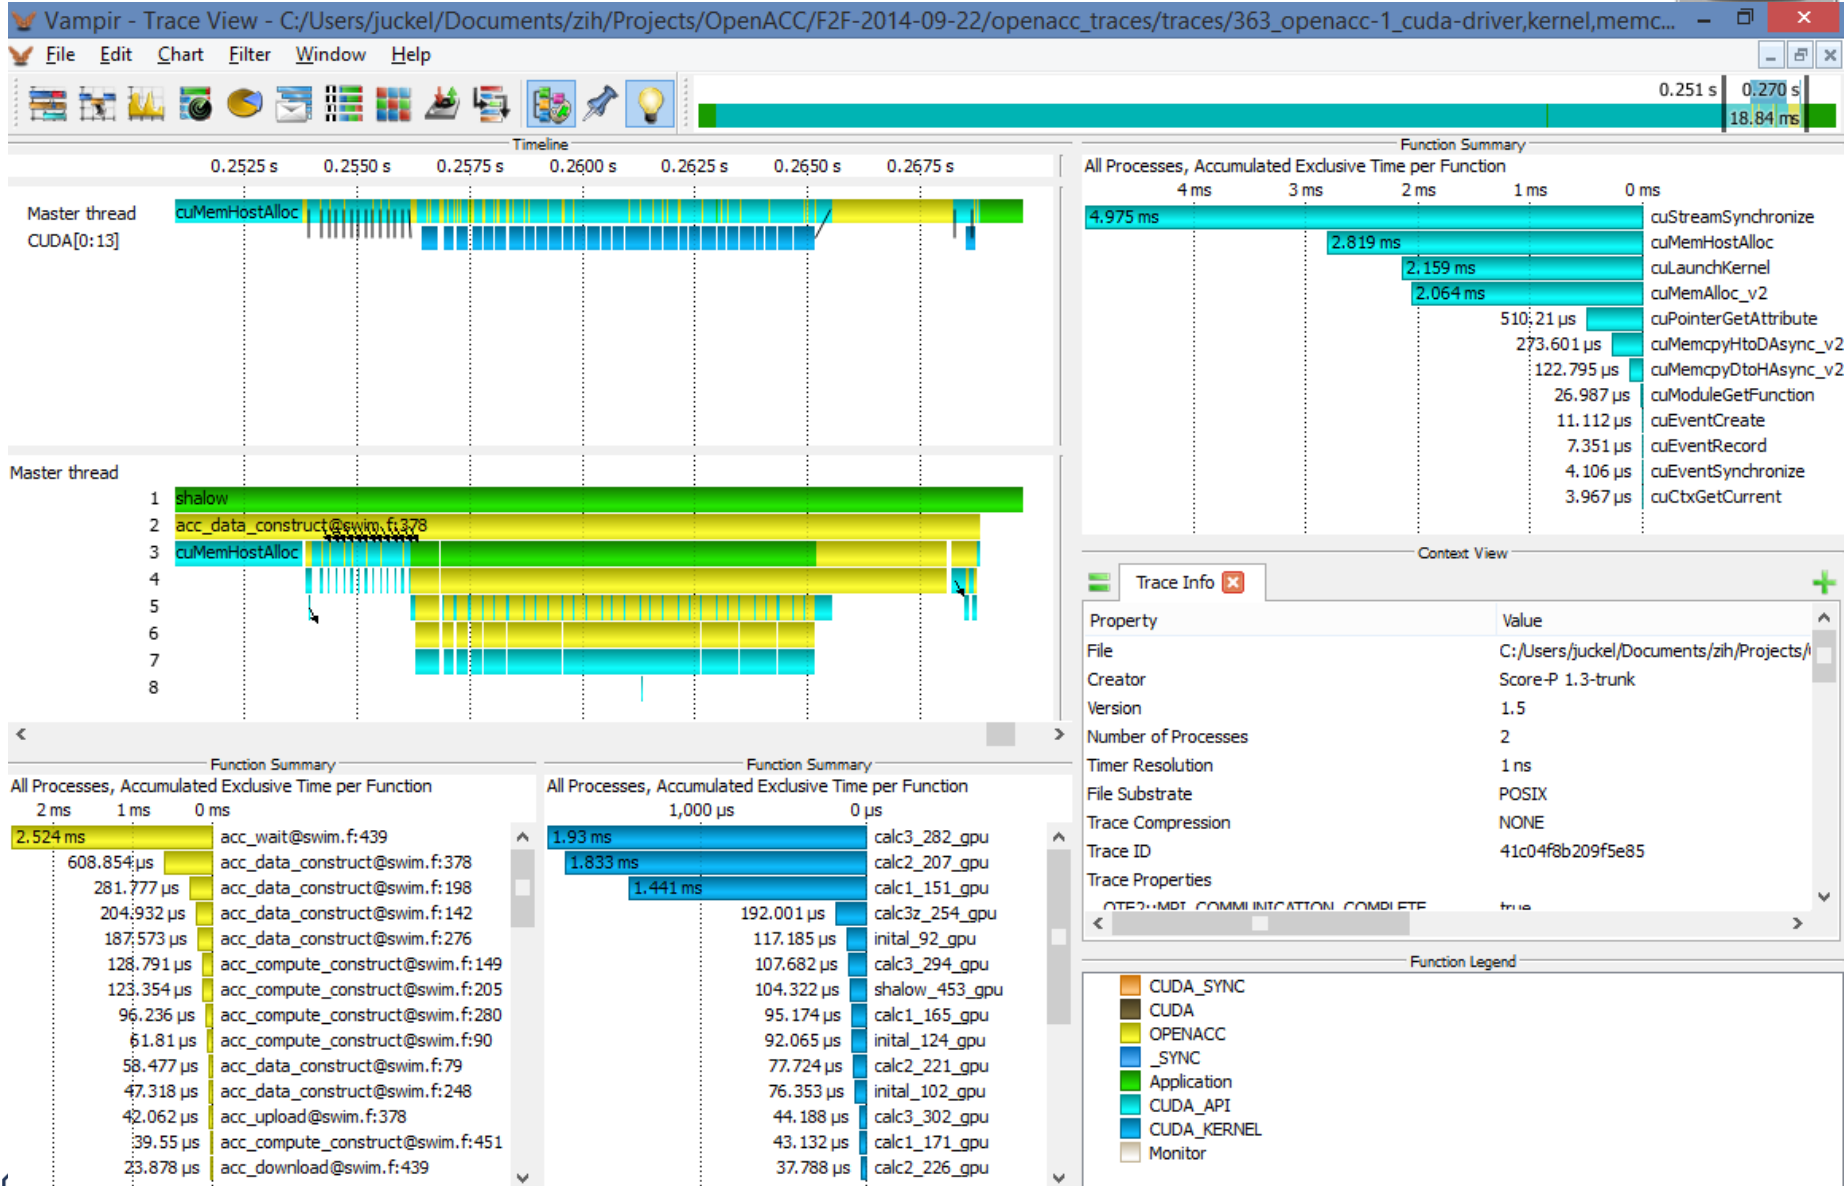 Vampir - Trace View - C:/Users/juckel/Documents/zih/Projects/OpenACC/F2F-2014-09-22/openacc_traces/traces/363_openacc-1_cuda-driver,kernel,memc...
File Edit Chart Filter Window Help
0.251 s 0.270 s
18.84 ms
Timeline
0.2525 s 0.2550 s 0.2575 s 0.2600 s 0.2625 s 0.2650 s 0.2675 s
Master thread cuMemHostAlloc
CUDA[0:13]
Master thread
1 shalow
2 acc_data_construct@swim.f:378
3 cuMemHostAlloc
4
5
6
7
8
Function Summary
All Processes, Accumulated Exclusive Time per Function
4 ms 3 ms 2 ms 1 ms 0 ms
4.975 ms cuStreamSynchronize
2.819 ms cuMemHostAlloc
2.159 ms cuLaunchKernel
2.064 ms cuMemAlloc_v2
510.21 µs cuPointerGetAttribute
273.601 µs cuMemcpyHtoDAsync_v2
122.795 µs cuMemcpyDtoHAsync_v2
26.987 µs cuModuleGetFunction
11.112 µs cuEventCreate
7.351 µs cuEventRecord
4.106 µs cuEventSynchronize
3.967 µs cuCtxGetCurrent
Context View
Trace Info
Property Value
File C:/Users/juckel/Documents/zih/Projects/
Creator Score-P 1.3-trunk
Version 1.5
Number of Processes 2
Timer Resolution 1 ns
File Substrate POSIX
Trace Compression NONE
Trace ID 41c04f8b209f5e85
Trace Properties
OTF2::MPI_COMMUNICATION_COMPLETE true
Function Summary
All Processes, Accumulated Exclusive Time per Function
2 ms 1 ms 0 ms
2.524 ms acc_wait@swim.f:439
608.854 µs acc_data_construct@swim.f:378
281.777 µs acc_data_construct@swim.f:198
204.932 µs acc_data_construct@swim.f:142
187.573 µs acc_data_construct@swim.f:276
128.791 µs acc_compute_construct@swim.f:149
123.354 µs acc_compute_construct@swim.f:205
96.236 µs acc_compute_construct@swim.f:280
61.81 µs acc_compute_construct@swim.f:90
58.477 µs acc_data_construct@swim.f:79
47.318 µs acc_data_construct@swim.f:248
42.062 µs acc_upload@swim.f:378
39.55 µs acc_compute_construct@swim.f:451
23.878 µs acc_download@swim.f:439
Function Summary
All Processes, Accumulated Exclusive Time per Function
1,000 µs 0 µs
1.93 ms calc3_282_gpu
1.833 ms calc2_207_gpu
1.441 ms calc1_151_gpu
192.001 µs calc3z_254_gpu
117.185 µs inital_92_gpu
107.682 µs calc3_294_gpu
104.322 µs shalow_453_gpu
95.174 µs calc1_165_gpu
92.065 µs inital_124_gpu
77.724 µs calc2_221_gpu
76.353 µs inital_102_gpu
44.188 µs calc3_302_gpu
43.132 µs calc1_171_gpu
37.788 µs calc2_226_gpu
Function Legend
CUDA_SYNC
CUDA
OPENACC
_SYNC
Application
CUDA_API
CUDA_KERNEL
Monitor